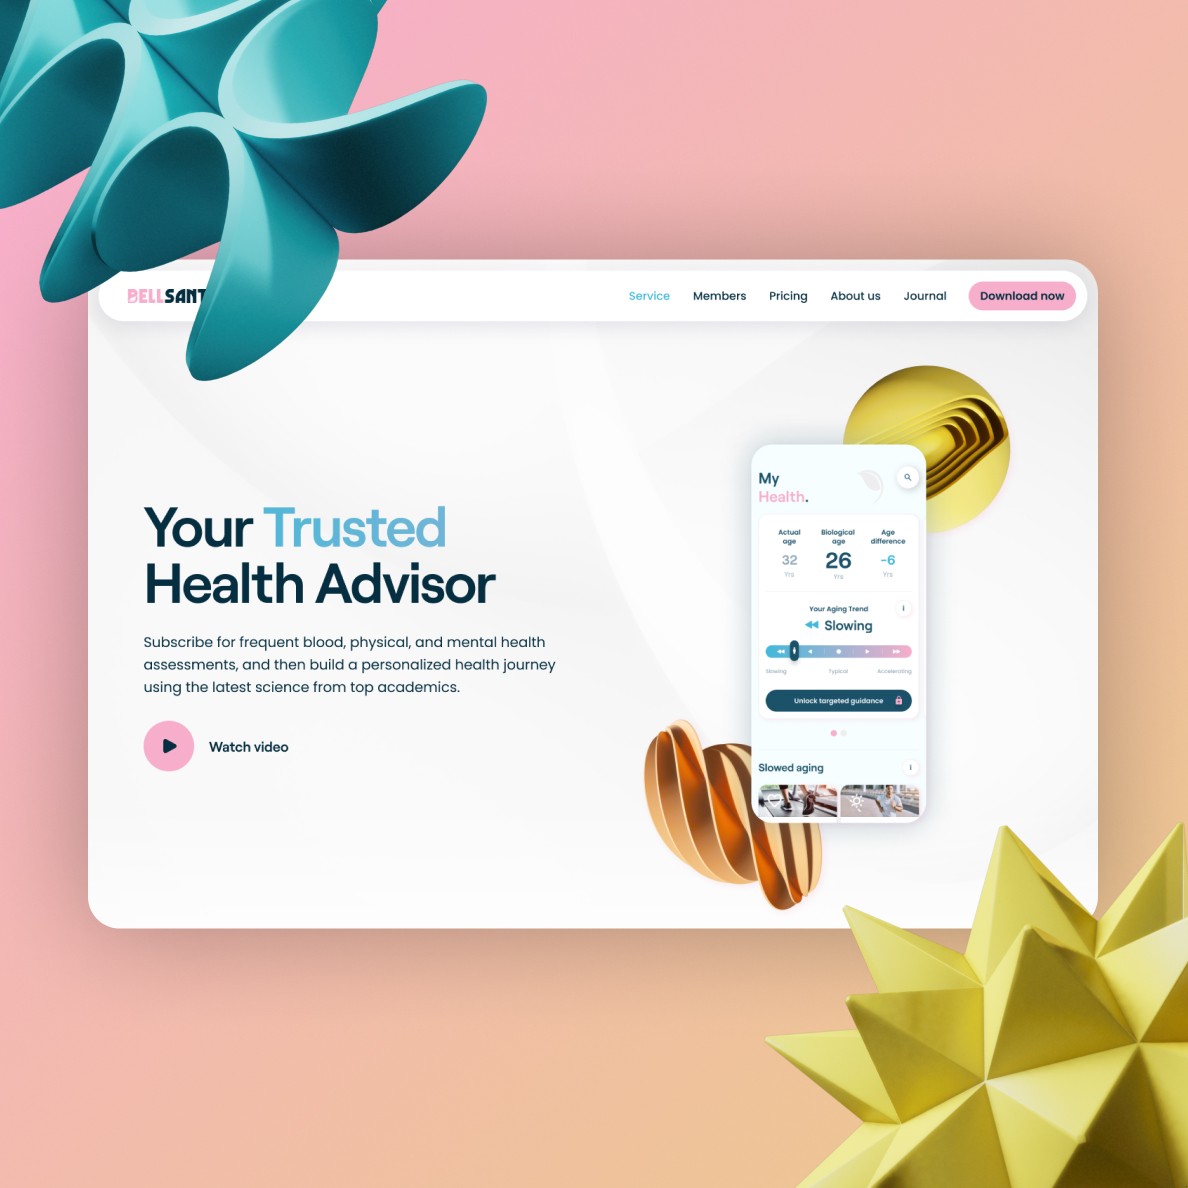 BELLSANT
Service Members Pricing About us Journal Download now
Your Trusted
Health Advisor
Subscribe for frequent blood, physical, and mental health
assessments, and then build a personalized health journey
using the latest science from top academics.
Watch video
My
Health.
Actual age
Biological age
Age difference
32
26
-6
Yrs
Yrs
Yrs
Your Aging Trend
i
Slowing
Slowing Typical Accelerating
Unlock targeted guidance
Slowed aging
i